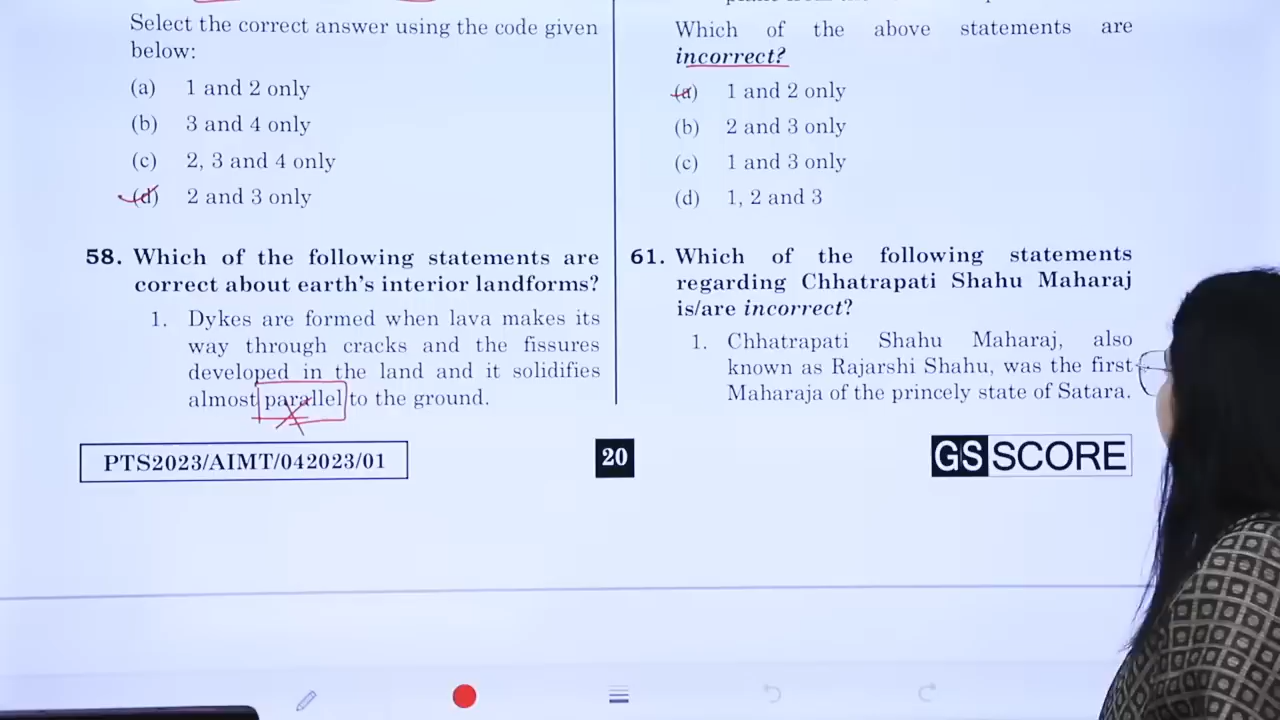 Select the correct answer using the code given
below:
(a) 1 and 2 only
(b) 3 and 4 only
(c) 2, 3 and 4 only
(d) 2 and 3 only
58. Which of the following statements are
correct about earth's interior landforms?
1. Dykes are formed when lava makes its
way through cracks and the fissures
developed in the land and it solidifies
almost parallel to the ground.
Which of the above statements are
incorrect?
(a) 1 and 2 only
(b) 2 and 3 only
(c) 1 and 3 only
(d) 1, 2 and 3
61. Which of the following statements
regarding Chhatrapati Shahu Maharaj
is/are incorrect?
1. Chhatrapati Shahu Maharaj, also
known as Rajarshi Shahu, was the first
Maharaja of the princely state of Satara.
PTS2023/AIMT/042023/01
20
GS SCORE